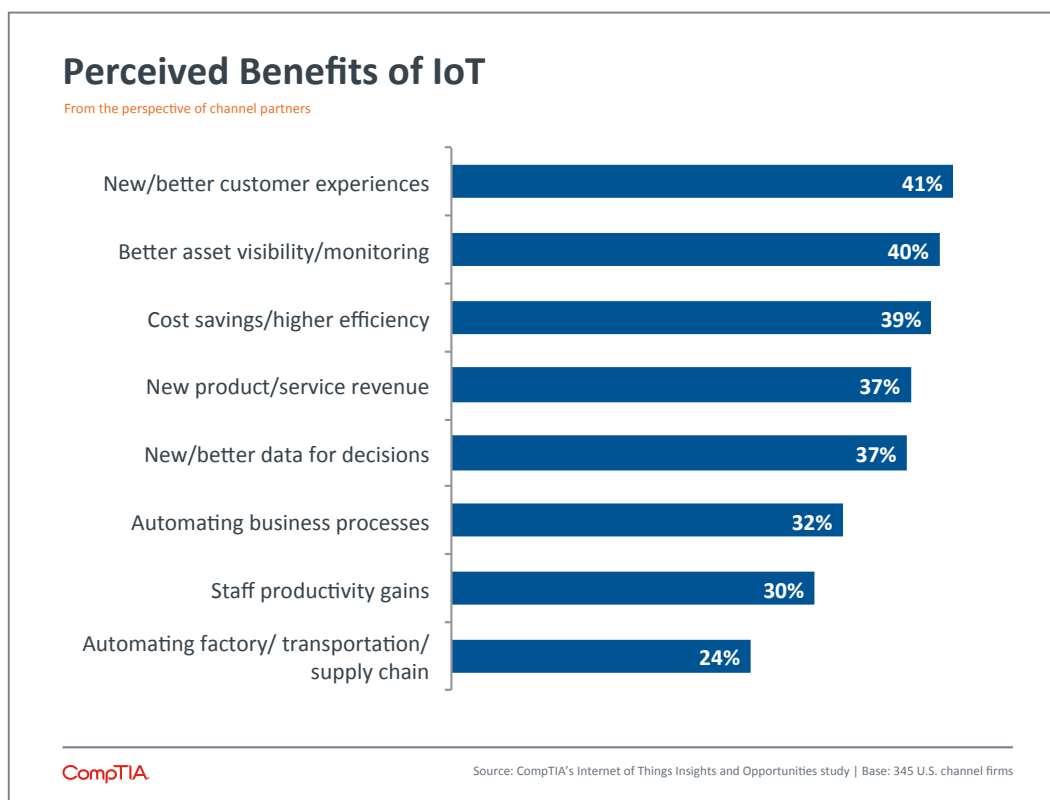 Perceived Benefits of IoT
From the perspective of channel partners
New/better customer experiences
41%
Better asset visibility/monitoring
40%
Cost savings/higher efficiency
39%
New product/service revenue
37%
New/better data for decisions
37%
Automating business processes
32%
Staff productivity gains
30%
Automating factory/ transportation/
supply chain
24%
CompTIA.
Source: CompTIA's Internet of Things Insights and Opportunities study | Base: 345 U.S. channel firms